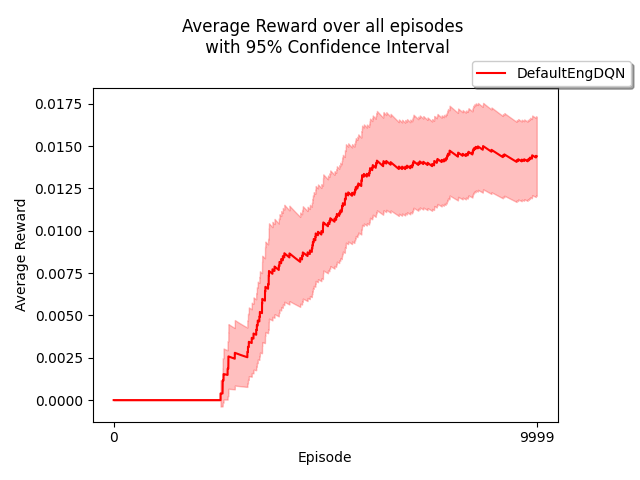 Average Reward over all episodes
with 95% Confidence Interval
DefaultEngDQN
0.0175
0.0150
0.0125
0.0100
0.0075
0.0050
0.0025
0.0000
Average Reward
0
9999
Episode